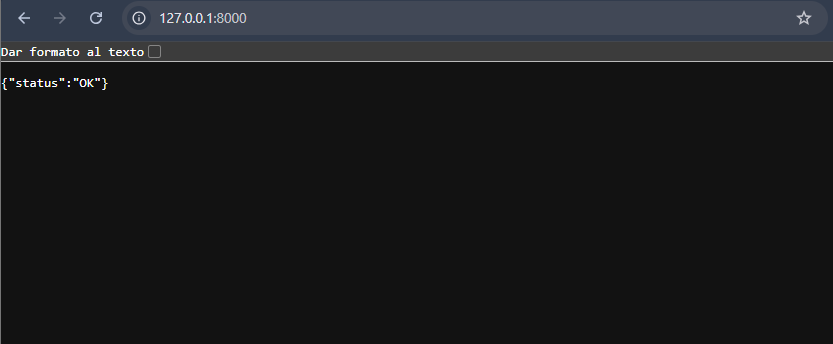 127.0.0.1:8000
Dar formato al texto
{"status":"OK"}